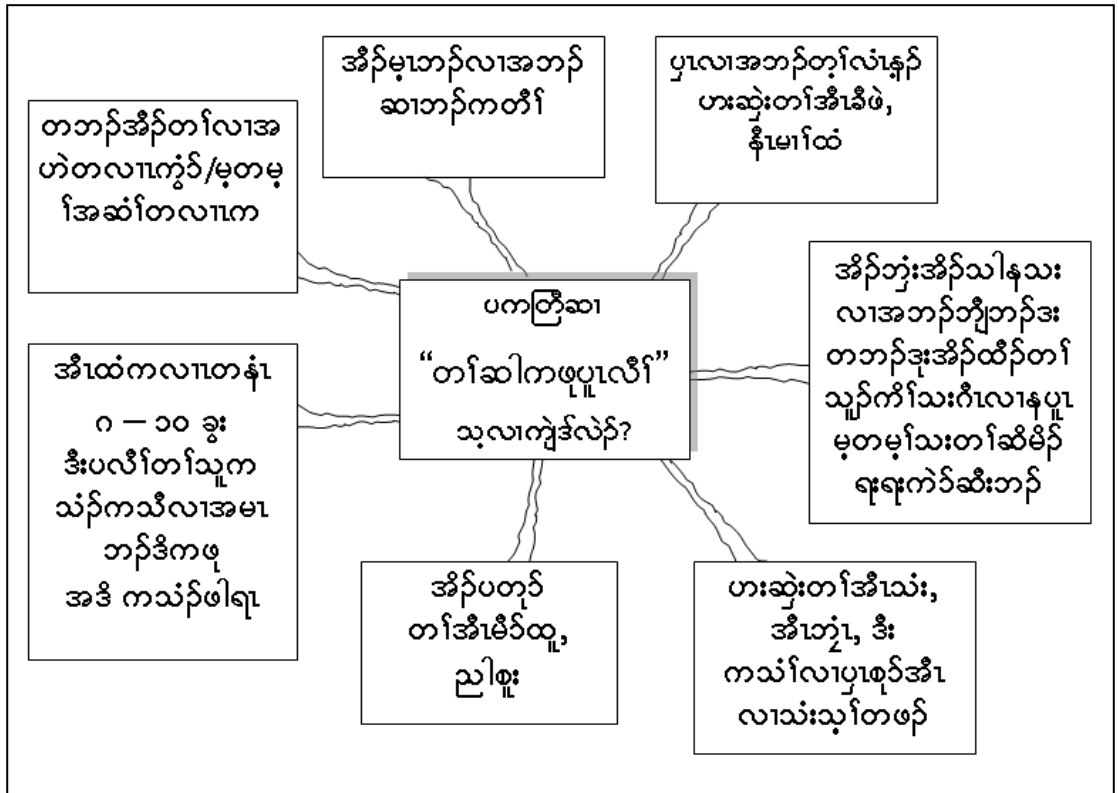 အီၣ်မ့ၤဘၣ်လၢအဘၣ်
ဆၢဘၣ်ကတီၢ်
ပှၤလၢအဘၣ်တ့ၢ်လံၤန့ၣ်
ဟးဆှဲးတၢ်အီၤခီဖဲ,
နီၤမၢၢ်ထံ
တဘၣ်အီၣ်တၢ်လၢအ
ဟဲတလၢၤကွံာ်/မ့တမ့
ၢ်အဆံၢ်တလၢၤက
အိၣ်ဘှံးအိၣ်သါနသး
လၢအဘၣ်ဘျီဘၣ်ဒး
တဘၣ်ဒုးအိၣ်ထီၣ်တၢ်
သူၣ်ကိၢ်သးဂီၤလၢနပူၤ
မ့တမ့ၢ်သးတၢ်ဆိမိၣ်
ရးရးကဲာ်ဆီးဘၣ်
ပကတြီဆၢ
“တၢ်ဆါကဖုပူၤလီၢ်”
သ့လၢကျဲဒ်လဲၣ်?
အီၤထံကလၢၤတနံၤ
ဂ – ၁၀ ခွး
ဒီးပလီၢ်တၢ်သူက
သံၣ်ကသီလၢအမၤ
ဘၣ်ဒိကဖု
အဒိ ကသံၣ်ဖါရၤ
အိၣ်ပတုာ်
တၢ်အီၤမိာ်ထူ,
ညါစူး
ဟးဆှဲးတၢ်အီၤသံး,
အီၤဘှံၤ, ဒီး
ကသံၢ်လၢပှၤစုာ်အီၤ
လၢသံးသ့ၢ်တဖၣ်